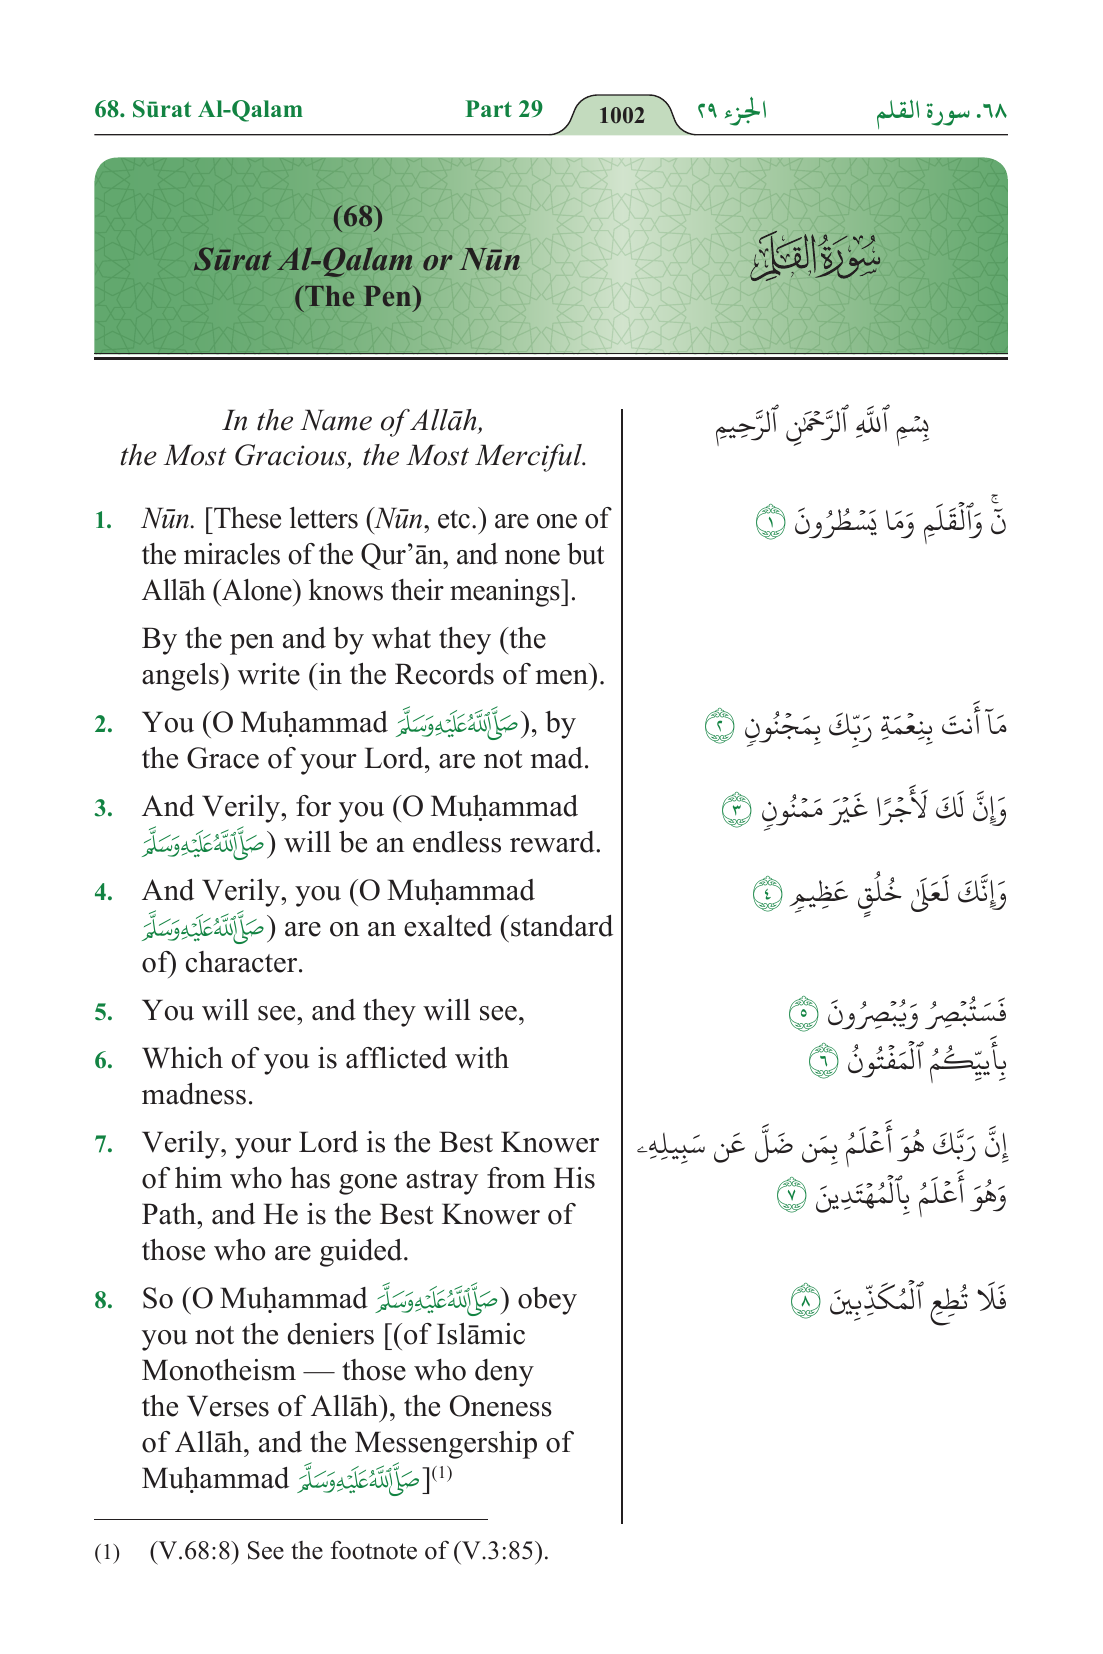 68. Sūrat Al-Qalam Part 29 1002 الجزء ٢٩ ٦٨. سورة القلم
(68)
Sūrat Al-Qalam or Nūn
(The Pen)
سُورَةُ القَلَمِ
In the Name of Allāh,
the Most Gracious, the Most Merciful.
1. Nūn. [These letters (Nūn, etc.) are one of
the miracles of the Qur’ān, and none but
Allāh (Alone) knows their meanings].
By the pen and by what they (the
angels) write (in the Records of men).
2. You (O Muḥammad صَلَّى اللَّهُ عَلَيْهِ وَسَلَّمَ), by
the Grace of your Lord, are not mad.
3. And Verily, for you (O Muḥammad
صَلَّى اللَّهُ عَلَيْهِ وَسَلَّمَ) will be an endless reward.
4. And Verily, you (O Muḥammad
صَلَّى اللَّهُ عَلَيْهِ وَسَلَّمَ) are on an exalted (standard
of) character.
5. You will see, and they will see,
6. Which of you is afflicted with
madness.
7. Verily, your Lord is the Best Knower
of him who has gone astray from His
Path, and He is the Best Knower of
those who are guided.
8. So (O Muḥammad صَلَّى اللَّهُ عَلَيْهِ وَسَلَّمَ) obey
you not the deniers [(of Islāmic
Monotheism — those who deny
the Verses of Allāh), the Oneness
of Allāh, and the Messengership of
Muḥammad صَلَّى اللَّهُ عَلَيْهِ وَسَلَّمَ](1)
بِسْمِ ٱللَّهِ ٱلرَّحْمَٰنِ ٱلرَّحِيمِ
نٓ ۚ وَٱلْقَلَمِ وَمَا يَسْطُرُونَ ١
مَآ أَنتَ بِنِعْمَةِ رَبِّكَ بِمَجْنُونٍ ٢
وَإِنَّ لَكَ لَأَجْرًا غَيْرَ مَمْنُونٍ ٣
وَإِنَّكَ لَعَلَىٰ خُلُقٍ عَظِيمٍ ٤
فَسَتُبْصِرُ وَيُبْصِرُونَ ٥
بِأَييِّكُمُ ٱلْمَفْتُونُ ٦
إِنَّ رَبَّكَ هُوَ أَعْلَمُ بِمَن ضَلَّ عَن سَبِيلِهِۦ
وَهُوَ أَعْلَمُ بِٱلْمُهْتَدِينَ ٧
فَلَا تُطِعِ ٱلْمُكَذِّبِينَ ٨
(1) (V.68:8) See the footnote of (V.3:85).